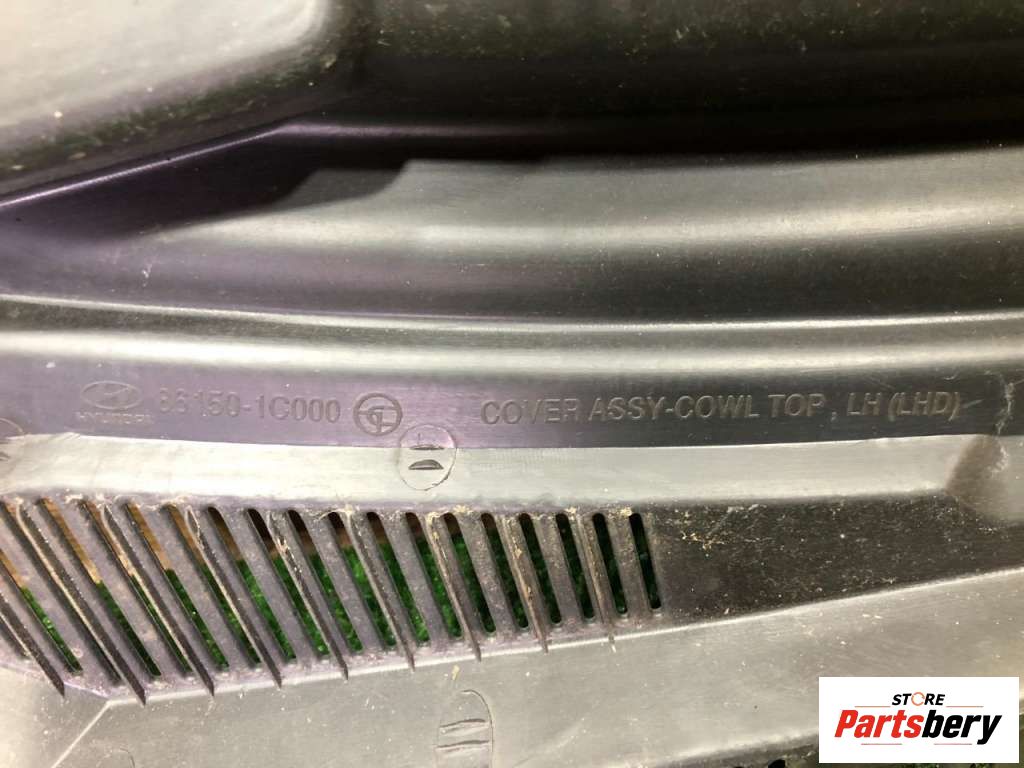 HYUNDAI 86150-1C000 COVER ASSY-COWL TOP, LH (LHD)
STORE
Partsbery